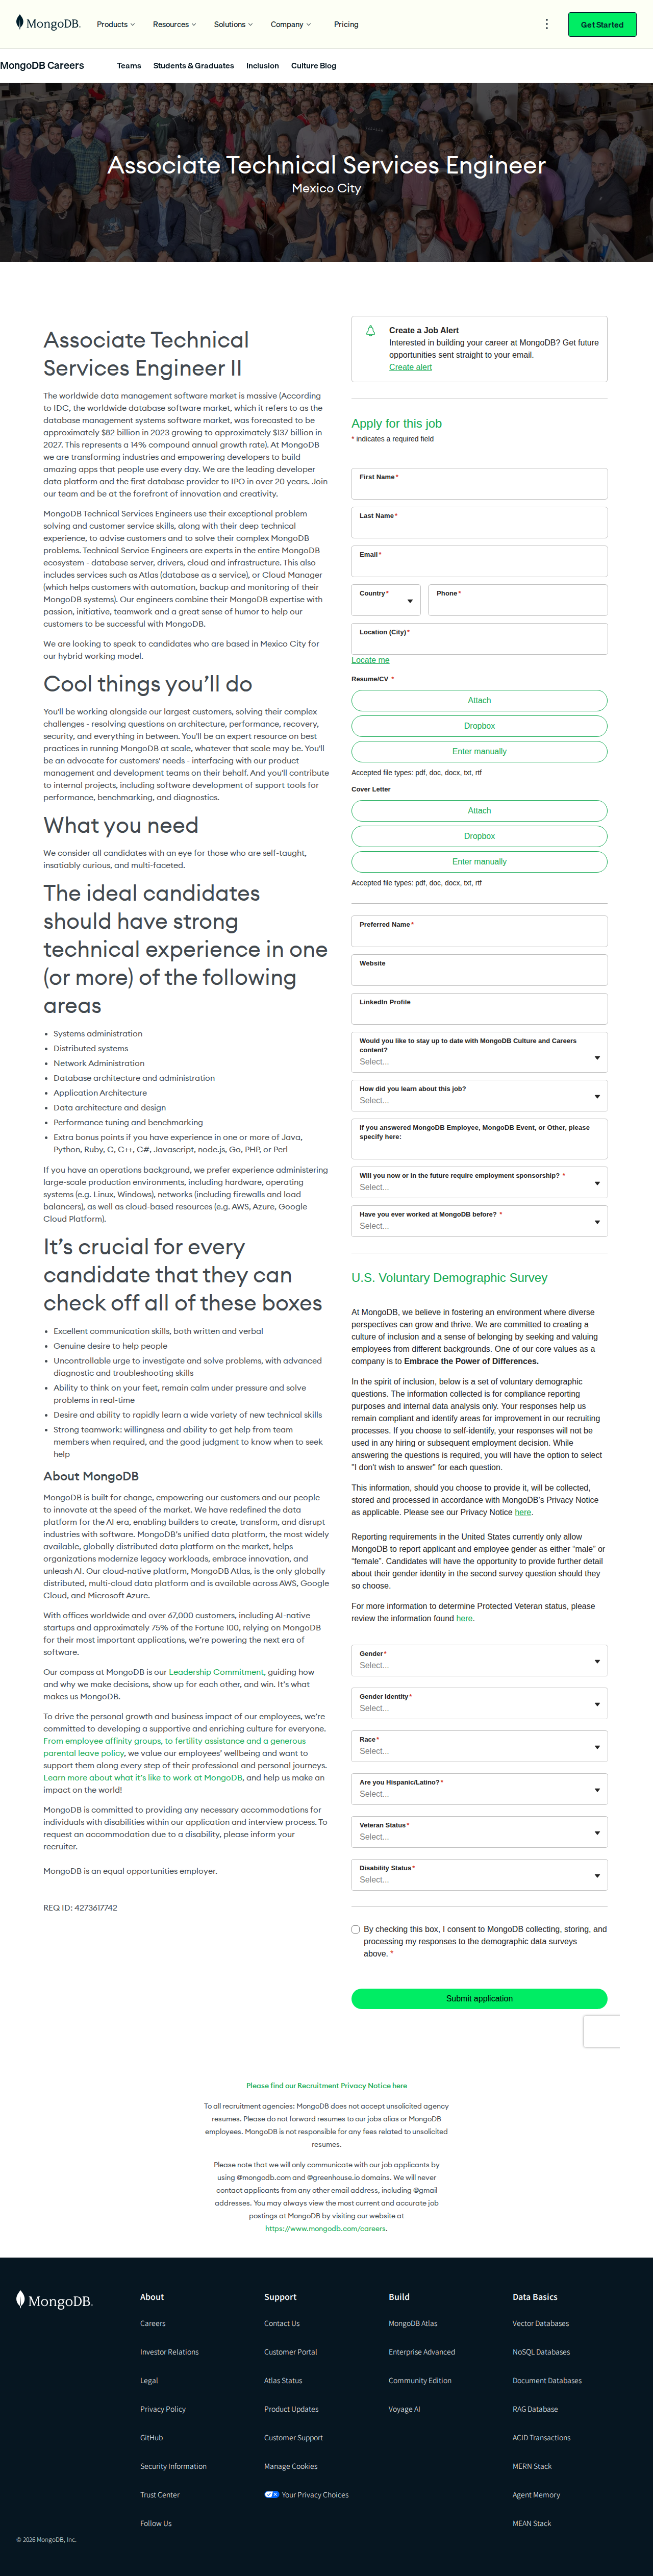 MongoDB.
Products
Resources
Solutions
Company
Pricing
Get Started
MongoDB Careers
Teams
Students & Graduates
Inclusion
Culture Blog
Associate Technical Services Engineer
Mexico City
Associate Technical
Services Engineer II
The worldwide data management software market is massive (According
to IDC, the worldwide database software market, which it refers to as the
database management systems software market, was forecasted to be
approximately $82 billion in 2023 growing to approximately $137 billion in
2027. This represents a 14% compound annual growth rate). At MongoDB
we are transforming industries and empowering developers to build
amazing apps that people use every day. We are the leading developer
data platform and the first database provider to IPO in over 20 years. Join
our team and be at the forefront of innovation and creativity.
MongoDB Technical Services Engineers use their exceptional problem
solving and customer service skills, along with their deep technical
experience, to advise customers and to solve their complex MongoDB
problems. Technical Service Engineers are experts in the entire MongoDB
ecosystem - database server, drivers, cloud and infrastructure. This also
includes services such as Atlas (database as a service), or Cloud Manager
(which helps customers with automation, backup and monitoring of their
MongoDB systems). Our engineers combine their MongoDB expertise with
passion, initiative, teamwork and a great sense of humor to help our
customers to be successful with MongoDB.
We are looking to speak to candidates who are based in Mexico City for
our hybrid working model.
Cool things you’ll do
You'll be working alongside our largest customers, solving their complex
challenges - resolving questions on architecture, performance, recovery,
security, and everything in between. You'll be an expert resource on best
practices in running MongoDB at scale, whatever that scale may be. You'll
be an advocate for customers' needs - interfacing with our product
management and development teams on their behalf. And you'll contribute
to internal projects, including software development of support tools for
performance, benchmarking, and diagnostics.
What you need
We consider all candidates with an eye for those who are self-taught,
insatiably curious, and multi-faceted.
The ideal candidates
should have strong
technical experience in one
(or more) of the following
areas
Systems administration
Distributed systems
Network Administration
Database architecture and administration
Application Architecture
Data architecture and design
Performance tuning and benchmarking
Extra bonus points if you have experience in one or more of Java,
Python, Ruby, C, C++, C#, Javascript, node.js, Go, PHP, or Perl
If you have an operations background, we prefer experience administering
large-scale production environments, including hardware, operating
systems (e.g. Linux, Windows), networks (including firewalls and load
balancers), as well as cloud-based resources (e.g. AWS, Azure, Google
Cloud Platform).
It’s crucial for every
candidate that they can
check off all of these boxes
Excellent communication skills, both written and verbal
Genuine desire to help people
Uncontrollable urge to investigate and solve problems, with advanced
diagnostic and troubleshooting skills
Ability to think on your feet, remain calm under pressure and solve
problems in real-time
Desire and ability to rapidly learn a wide variety of new technical skills
Strong teamwork: willingness and ability to get help from team
members when required, and the good judgment to know when to seek
help
About MongoDB
MongoDB is built for change, empowering our customers and our people
to innovate at the speed of the market. We have redefined the data
platform for the AI era, enabling builders to create, transform, and disrupt
industries with software. MongoDB’s unified data platform, the most widely
available, globally distributed data platform on the market, helps
organizations modernize legacy workloads, embrace innovation, and
unleash AI. Our cloud-native platform, MongoDB Atlas, is the only globally
distributed, multi-cloud data platform and is available across AWS, Google
Cloud, and Microsoft Azure.
With offices worldwide and over 67,000 customers, including AI-native
startups and approximately 75% of the Fortune 100, relying on MongoDB
for their most important applications, we’re powering the next era of
software.
Our compass at MongoDB is our Leadership Commitment, guiding how
and why we make decisions, show up for each other, and win. It’s what
makes us MongoDB.
To drive the personal growth and business impact of our employees, we’re
committed to developing a supportive and enriching culture for everyone.
From employee affinity groups, to fertility assistance and a generous
parental leave policy, we value our employees’ wellbeing and want to
support them along every step of their professional and personal journeys.
Learn more about what it’s like to work at MongoDB, and help us make an
impact on the world!
MongoDB is committed to providing any necessary accommodations for
individuals with disabilities within our application and interview process. To
request an accommodation due to a disability, please inform your
recruiter.
MongoDB is an equal opportunities employer.
REQ ID: 4273617742
Create a Job Alert
Interested in building your career at MongoDB? Get future
opportunities sent straight to your email.
Create alert
Apply for this job
* indicates a required field
First Name*
Last Name*
Email*
Country*
Phone*
Location (City)*
Locate me
Resume/CV *
Attach
Dropbox
Enter manually
Accepted file types: pdf, doc, docx, txt, rtf
Cover Letter
Attach
Dropbox
Enter manually
Accepted file types: pdf, doc, docx, txt, rtf
Preferred Name*
Website
LinkedIn Profile
Would you like to stay up to date with MongoDB Culture and Careers
content?
Select...
How did you learn about this job?
Select...
If you answered MongoDB Employee, MongoDB Event, or Other, please
specify here:
Will you now or in the future require employment sponsorship? *
Select...
Have you ever worked at MongoDB before? *
Select...
U.S. Voluntary Demographic Survey
At MongoDB, we believe in fostering an environment where diverse
perspectives can grow and thrive. We are committed to creating a
culture of inclusion and a sense of belonging by seeking and valuing
employees from different backgrounds. One of our core values as a
company is to Embrace the Power of Differences.
In the spirit of inclusion, below is a set of voluntary demographic
questions. The information collected is for compliance reporting
purposes and internal data analysis only. Your responses help us
remain compliant and identify areas for improvement in our recruiting
processes. If you choose to self-identify, your responses will not be
used in any hiring or subsequent employment decision. While
answering the questions is required, you will have the option to select
"I don't wish to answer" for each question.
This information, should you choose to provide it, will be collected,
stored and processed in accordance with MongoDB’s Privacy Notice
as applicable. Please see our Privacy Notice here.
Reporting requirements in the United States currently only allow
MongoDB to report applicant and employee gender as either “male” or
“female”. Candidates will have the opportunity to provide further detail
about their gender identity in the second survey question should they
so choose.
For more information to determine Protected Veteran status, please
review the information found here.
Gender*
Select...
Gender Identity*
Select...
Race*
Select...
Are you Hispanic/Latino?*
Select...
Veteran Status*
Select...
Disability Status*
Select...
By checking this box, I consent to MongoDB collecting, storing, and
processing my responses to the demographic data surveys
above. *
Submit application
Please find our Recruitment Privacy Notice here
To all recruitment agencies: MongoDB does not accept unsolicited agency
resumes. Please do not forward resumes to our jobs alias or MongoDB
employees. MongoDB is not responsible for any fees related to unsolicited
resumes.
Please note that we will only communicate with our job applicants by
using @mongodb.com and @greenhouse.io domains. We will never
contact applicants from any other email address, including @gmail
addresses. You may always view the most current and accurate job
postings at MongoDB by visiting our website at
https://www.mongodb.com/careers.
MongoDB.
About
Careers
Investor Relations
Legal
Privacy Policy
GitHub
Security Information
Trust Center
Follow Us
Support
Contact Us
Customer Portal
Atlas Status
Product Updates
Customer Support
Manage Cookies
Your Privacy Choices
Build
MongoDB Atlas
Enterprise Advanced
Community Edition
Voyage AI
Data Basics
Vector Databases
NoSQL Databases
Document Databases
RAG Database
ACID Transactions
MERN Stack
Agent Memory
MEAN Stack
© 2026 MongoDB, Inc.